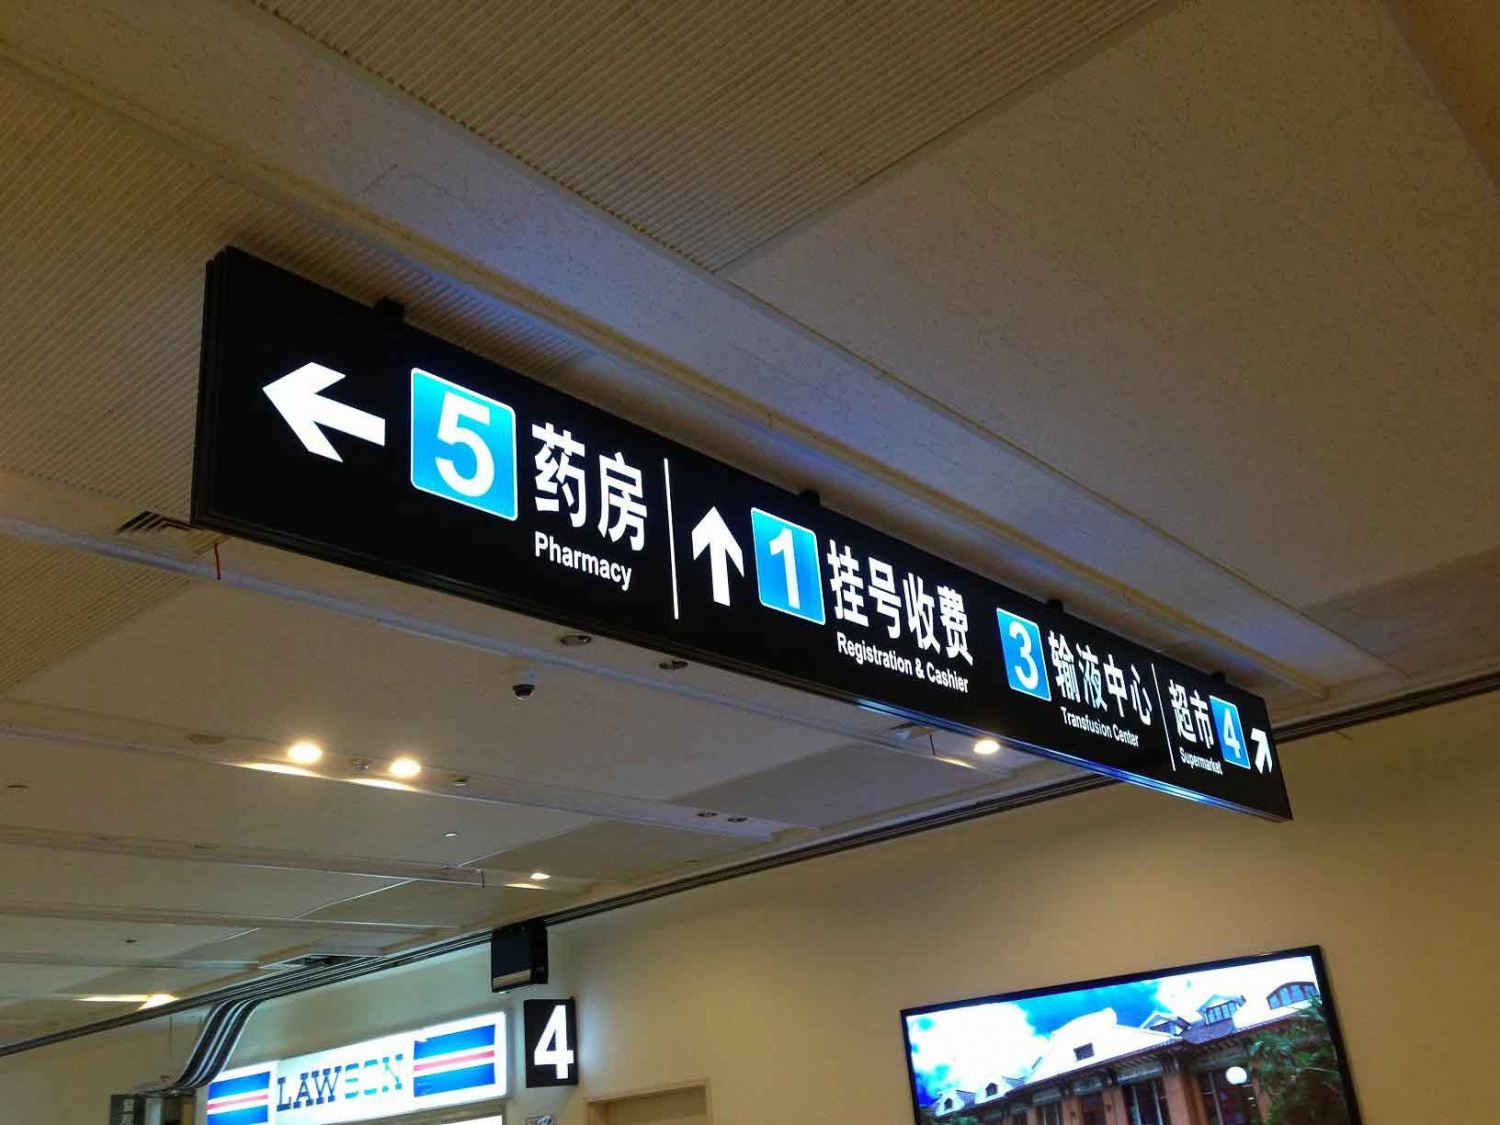 5 药房
Pharmacy
1 挂号收费
Registration & Cashier
3 输液中心
Transfusion Center
超市 4
Supermarket
4
LAWSON